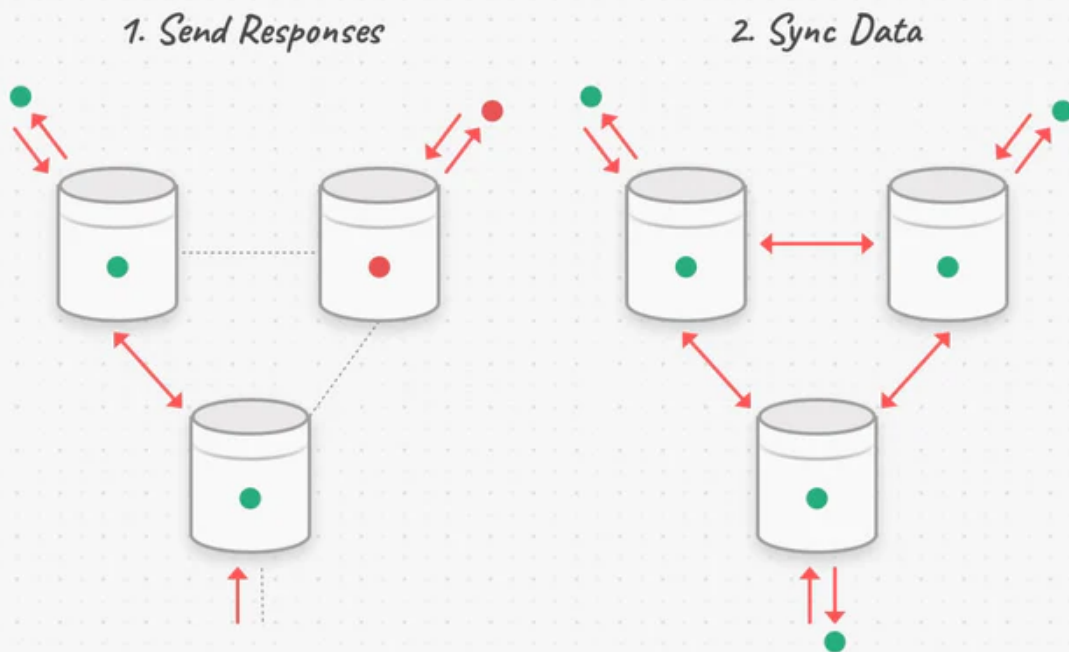 1. Send Responses
2. Sync Data